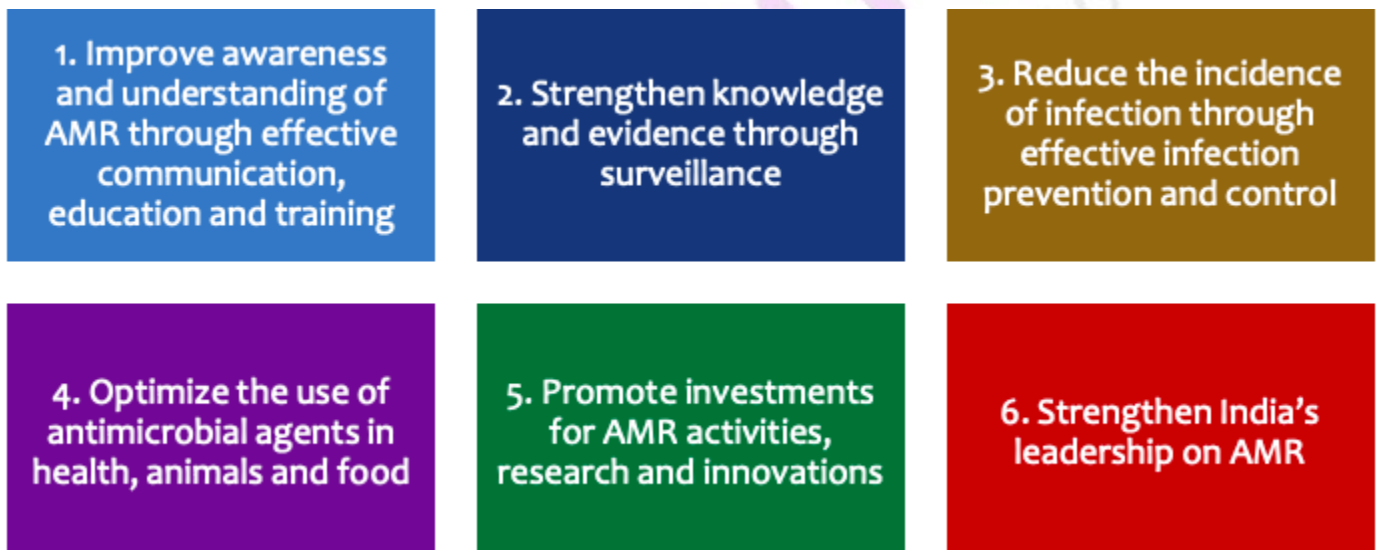 1. Improve awareness
and understanding of
AMR through effective
communication,
education and training
2. Strengthen knowledge
and evidence through
surveillance
3. Reduce the incidence
of infection through
effective infection
prevention and control
4. Optimize the use of
antimicrobial agents in
health, animals and food
5. Promote investments
for AMR activities,
research and innovations
6. Strengthen India’s
leadership on AMR